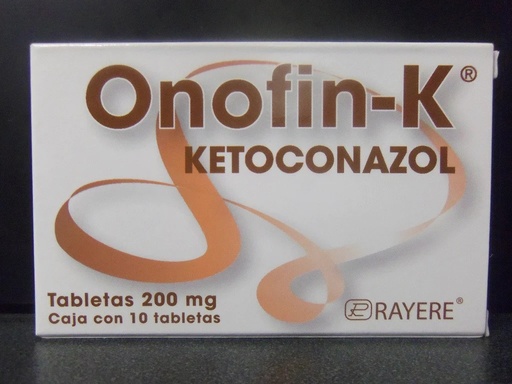 Onofin-K®
KETOCONAZOL
Tabletas 200 mg
Caja con 10 tabletas
RAYERE®